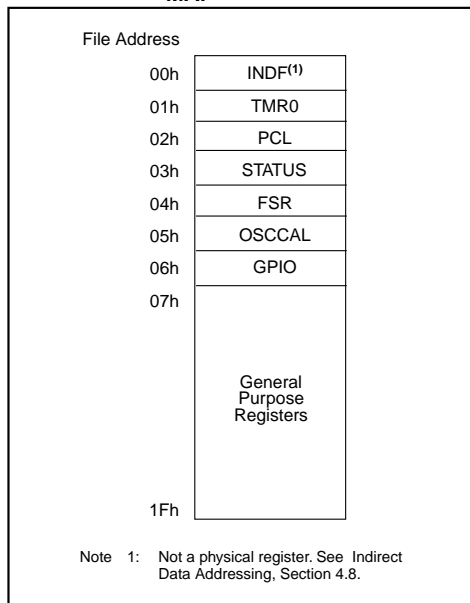 File Address
00h INDF(1)
01h TMR0
02h PCL
03h STATUS
04h FSR
05h OSCCAL
06h GPIO
07h
General
Purpose
Registers
1Fh
Note 1: Not a physical register. See Indirect
Data Addressing, Section 4.8.